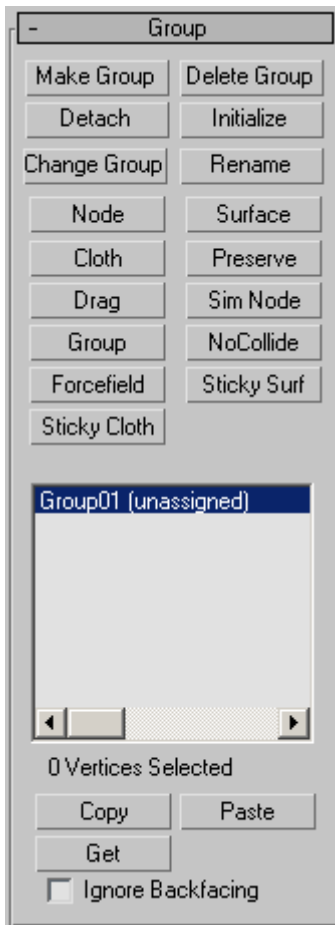 - Group
Make Group Delete Group
Detach Initialize
Change Group Rename
Node Surface
Cloth Preserve
Drag Sim Node
Group NoCollide
Forcefield Sticky Surf
Sticky Cloth
Group01 (unassigned)
0 Vertices Selected
Copy Paste
Get
Ignore Backfacing